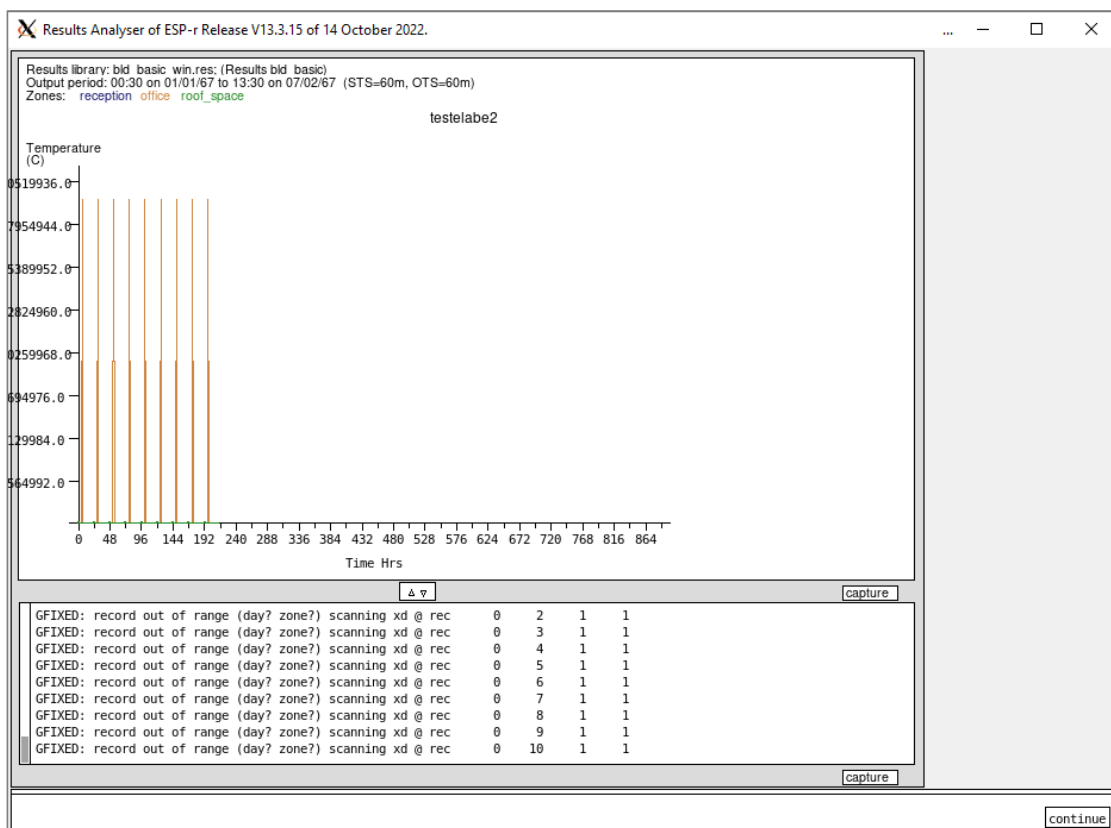 Results Analyser of ESP-r Release V13.3.15 of 14 October 2022.
...
Results library: bld basic win.res; (Results bld basic)
Output period: 00:30 on 01/01/67 to 13:30 on 07/02/67 (STS=60m, OTS=60m)
Zones: reception office roof_space
testelabe2
Temperature
(C)
0519936.0
7954944.0
5389952.0
2824960.0
0259968.0
694976.0
129984.0
564992.0
0 48 96 144 192 240 288 336 384 432 480 528 576 624 672 720 768 816 864
Time Hrs
capture
GFIXED: record out of range (day? zone?) scanning xd @ rec 0 2 1 1
GFIXED: record out of range (day? zone?) scanning xd @ rec 0 3 1 1
GFIXED: record out of range (day? zone?) scanning xd @ rec 0 4 1 1
GFIXED: record out of range (day? zone?) scanning xd @ rec 0 5 1 1
GFIXED: record out of range (day? zone?) scanning xd @ rec 0 6 1 1
GFIXED: record out of range (day? zone?) scanning xd @ rec 0 7 1 1
GFIXED: record out of range (day? zone?) scanning xd @ rec 0 8 1 1
GFIXED: record out of range (day? zone?) scanning xd @ rec 0 9 1 1
GFIXED: record out of range (day? zone?) scanning xd @ rec 0 10 1 1
capture
continue